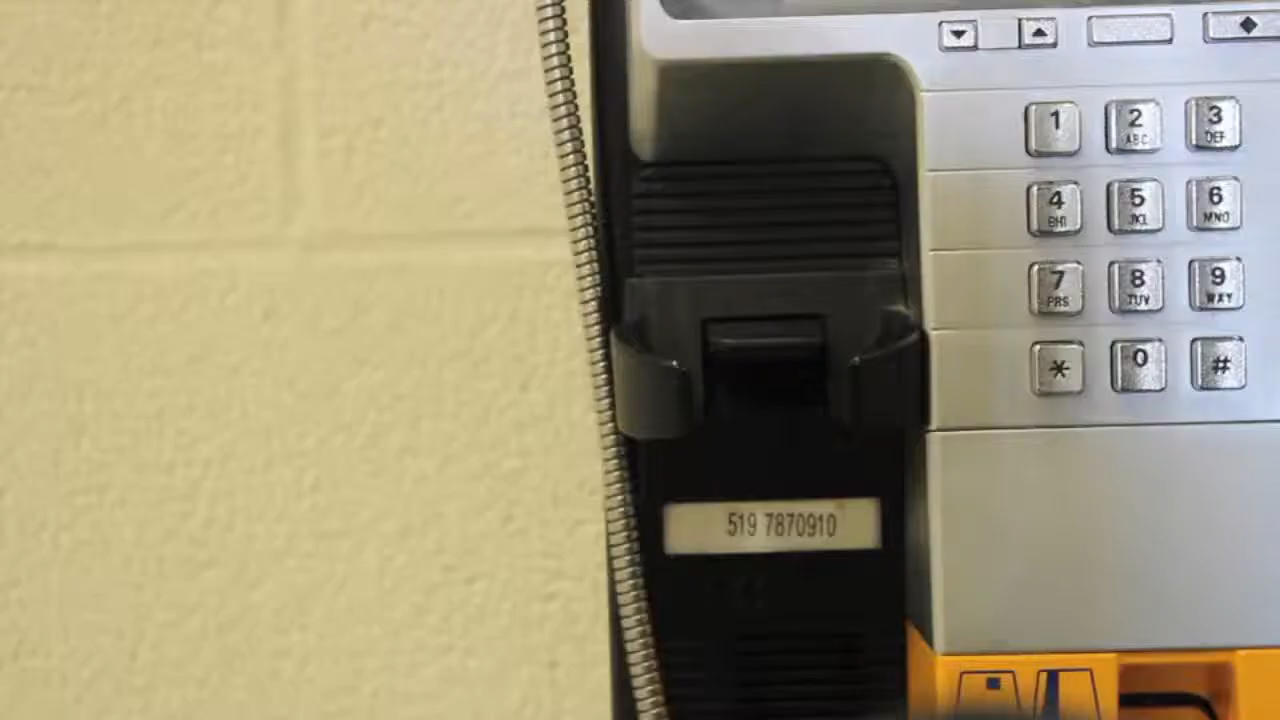 1 2 ABC 3 DEF
4 GHI 5 JKL 6 MNO
7 PRS 8 TUV 9 WXY
* 0 #
519 7870910